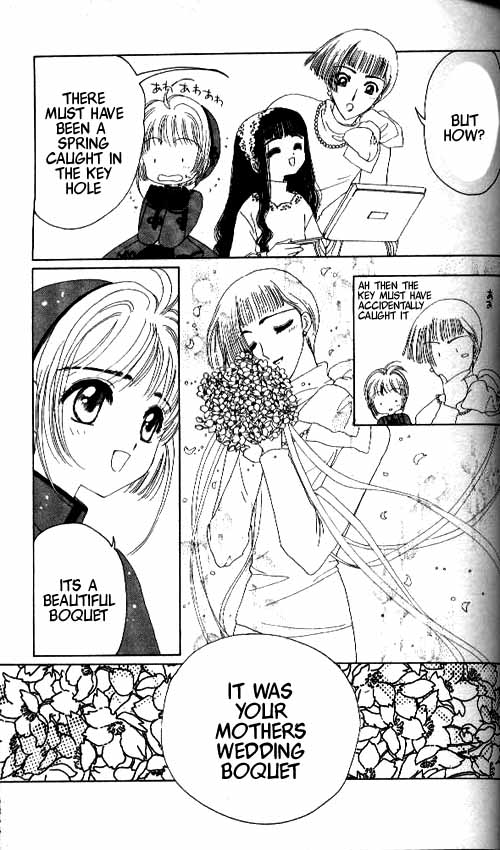 BUT
HOW?
あわ あわあわ
THERE
MUST HAVE
BEEN A
SPRING
CAUGHT IN
THE KEY
HOLE
AH THEN THE
KEY MUST HAVE
ACCIDENTALLY
CAUGHT IT
ITS A
BEAUTIFUL
BOQUET
IT WAS
YOUR
MOTHERS
WEDDING
BOQUET